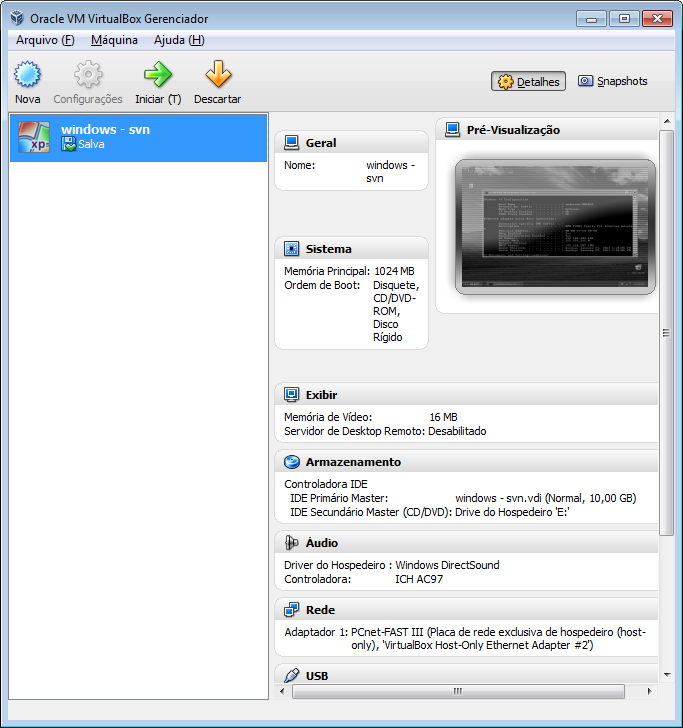 Oracle VM VirtualBox Gerenciador
Arquivo (F) Máquina Ajuda (H)
Nova Configurações Iniciar (T) Descartar
Detalhes Snapshots
windows - svn
Salva
Geral
Nome: windows -
svn
Pré-Visualização
Sistema
Memória Principal: 1024 MB
Ordem de Boot: Disquete,
CD/DVD-
ROM,
Disco
Rígido
Exibir
Memória de Vídeo: 16 MB
Servidor de Desktop Remoto: Desabilitado
Armazenamento
Controladora IDE
IDE Primário Master: windows - svn.vdi (Normal, 10,00 GB)
IDE Secundário Master (CD/DVD): Drive do Hospedeiro 'E:'
Áudio
Driver do Hospedeiro : Windows DirectSound
Controladora: ICH AC97
Rede
Adaptador 1: PCnet-FAST III (Placa de rede exclusiva de hospedeiro (host-
only), 'VirtualBox Host-Only Ethernet Adapter #2')
USB